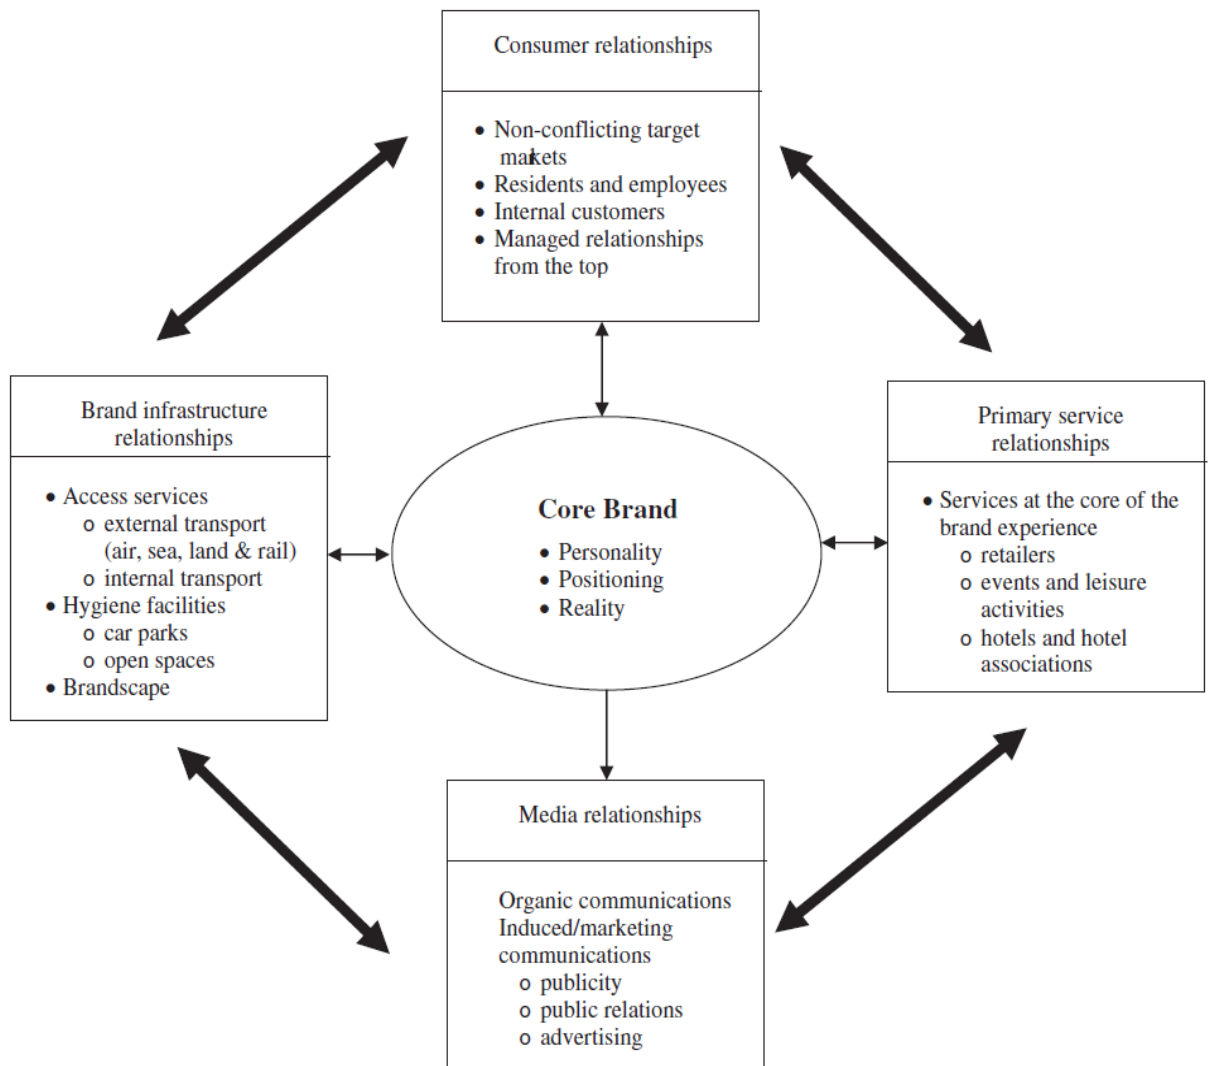 Consumer relationships
• Non-conflicting target
markets
• Residents and employees
• Internal customers
• Managed relationships
from the top
Brand infrastructure
relationships
• Access services
o external transport
(air, sea, land & rail)
o internal transport
• Hygiene facilities
o car parks
o open spaces
• Brandscape
Core Brand
• Personality
• Positioning
• Reality
Primary service
relationships
• Services at the core of the
brand experience
o retailers
o events and leisure
activities
o hotels and hotel
associations
Media relationships
Organic communications
Induced/marketing
communications
o publicity
o public relations
o advertising